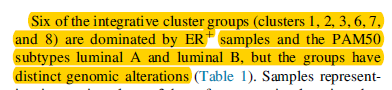 Six of the integrative cluster groups (clusters 1, 2, 3, 6, 7,
and 8) are dominated by ER+ samples and the PAM50
subtypes luminal A and luminal B, but the groups have
distinct genomic alterations (Table 1). Samples represent-